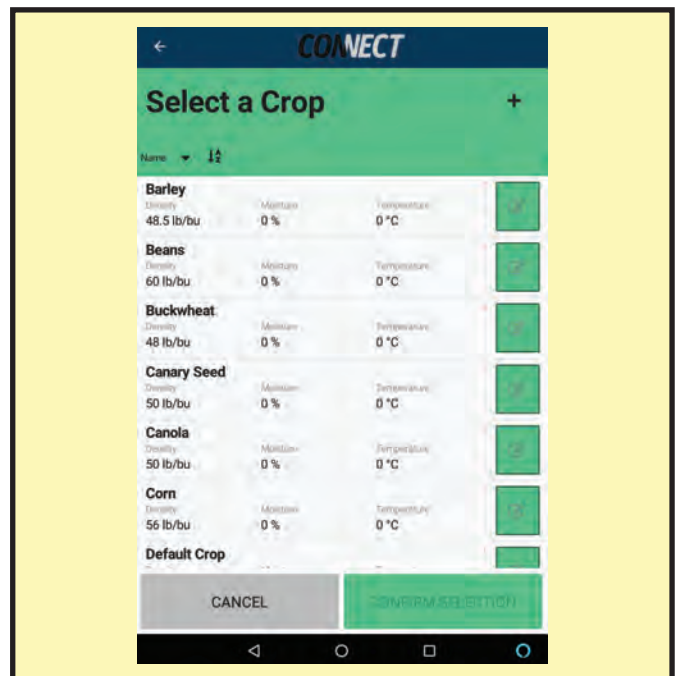 CONNECT
Select a Crop +
Name
Barley
Density Moisture Temperature
48.5 lb/bu 0 % 0 °C
Beans
Density Moisture Temperature
60 lb/bu 0 % 0 °C
Buckwheat
Density Moisture Temperature
48 lb/bu 0 % 0 °C
Canary Seed
Density Moisture Temperature
50 lb/bu 0 % 0 °C
Canola
Density Moisture Temperature
50 lb/bu 0 % 0 °C
Corn
Density Moisture Temperature
56 lb/bu 0 % 0 °C
Default Crop
CANCEL CONFIRM SELECTION